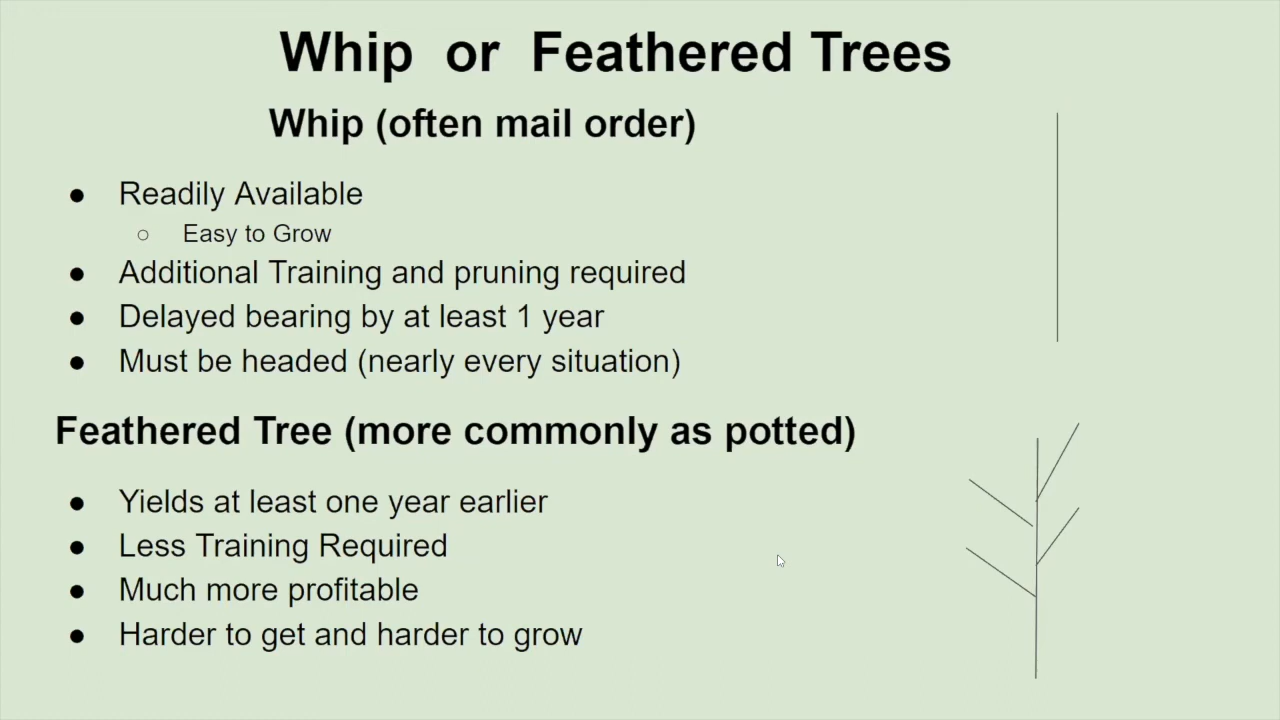 Whip or Feathered Trees
Whip (often mail order)
● Readily Available
○ Easy to Grow
● Additional Training and pruning required
● Delayed bearing by at least 1 year
● Must be headed (nearly every situation)
Feathered Tree (more commonly as potted)
● Yields at least one year earlier
● Less Training Required
● Much more profitable
● Harder to get and harder to grow